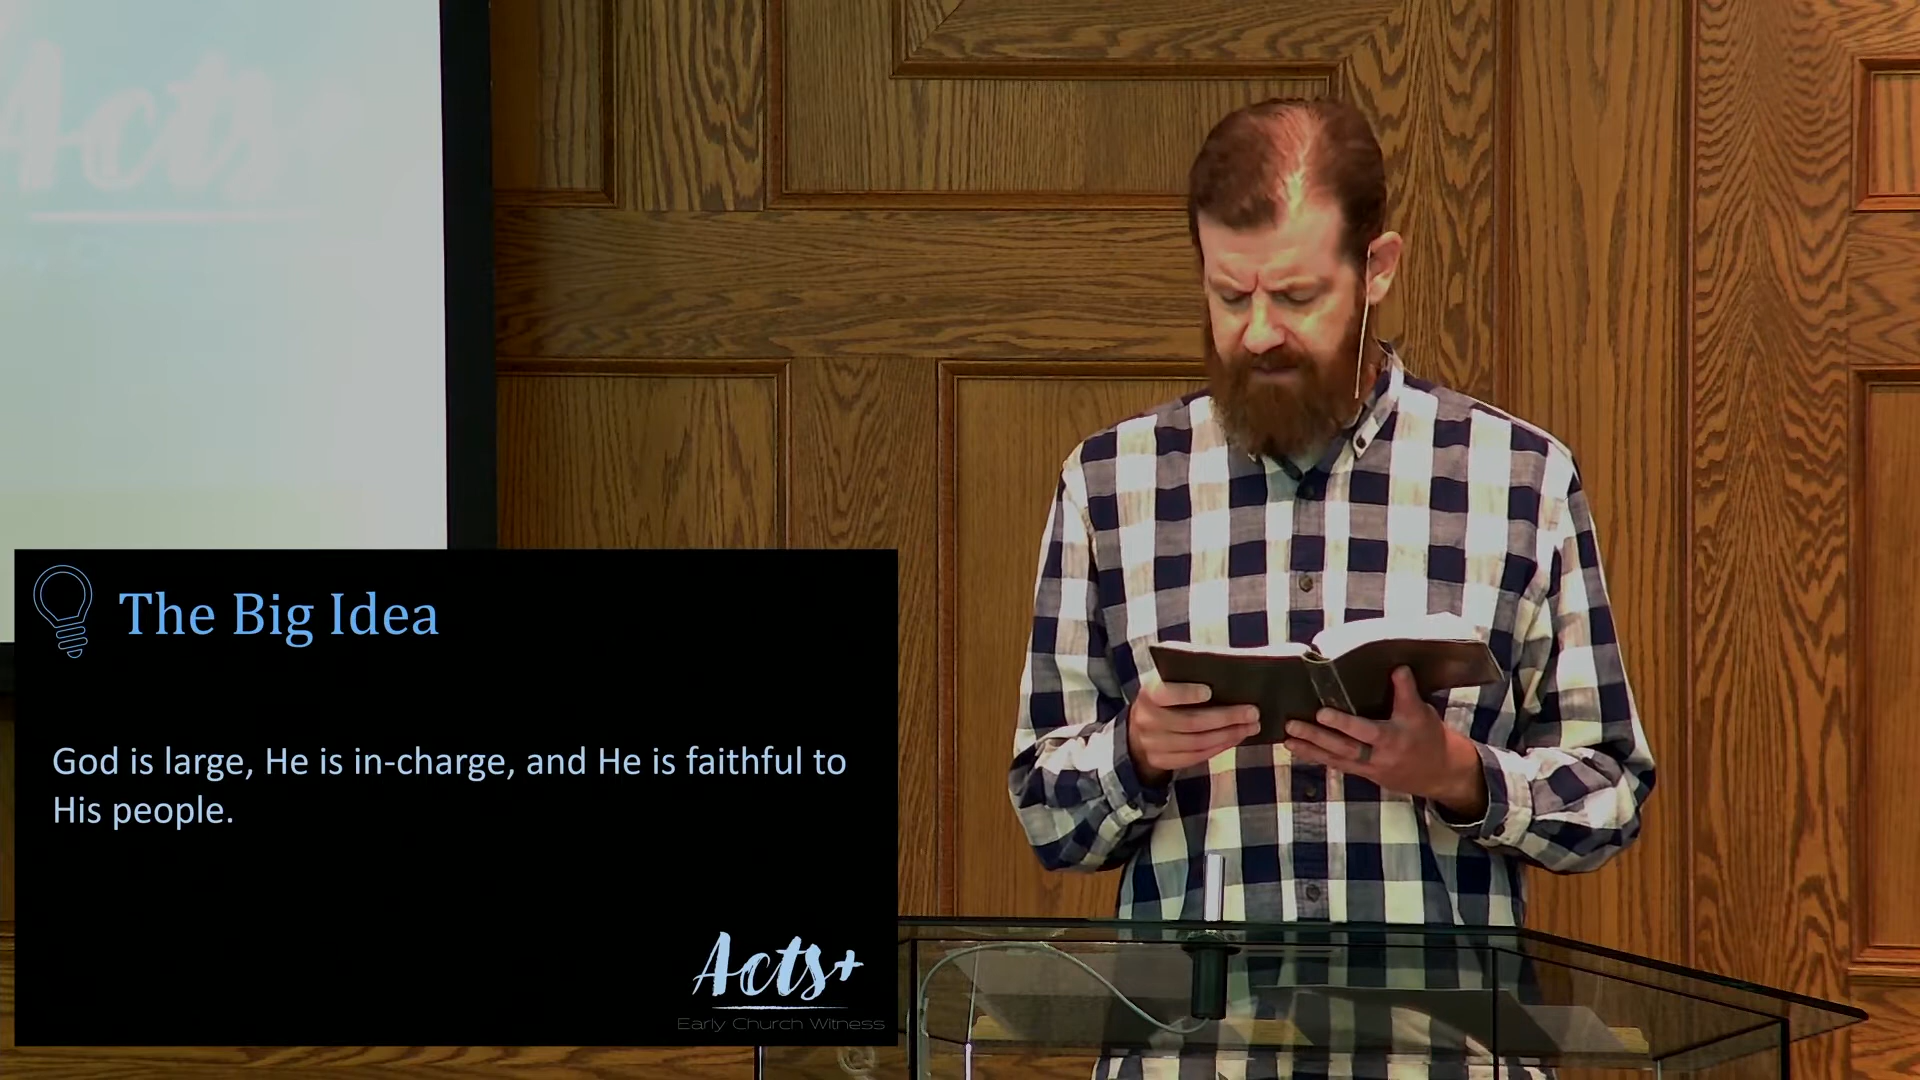 Acts
The Big Idea
God is large, He is in-charge, and He is faithful to
His people.
Acts+
Early Church Witness